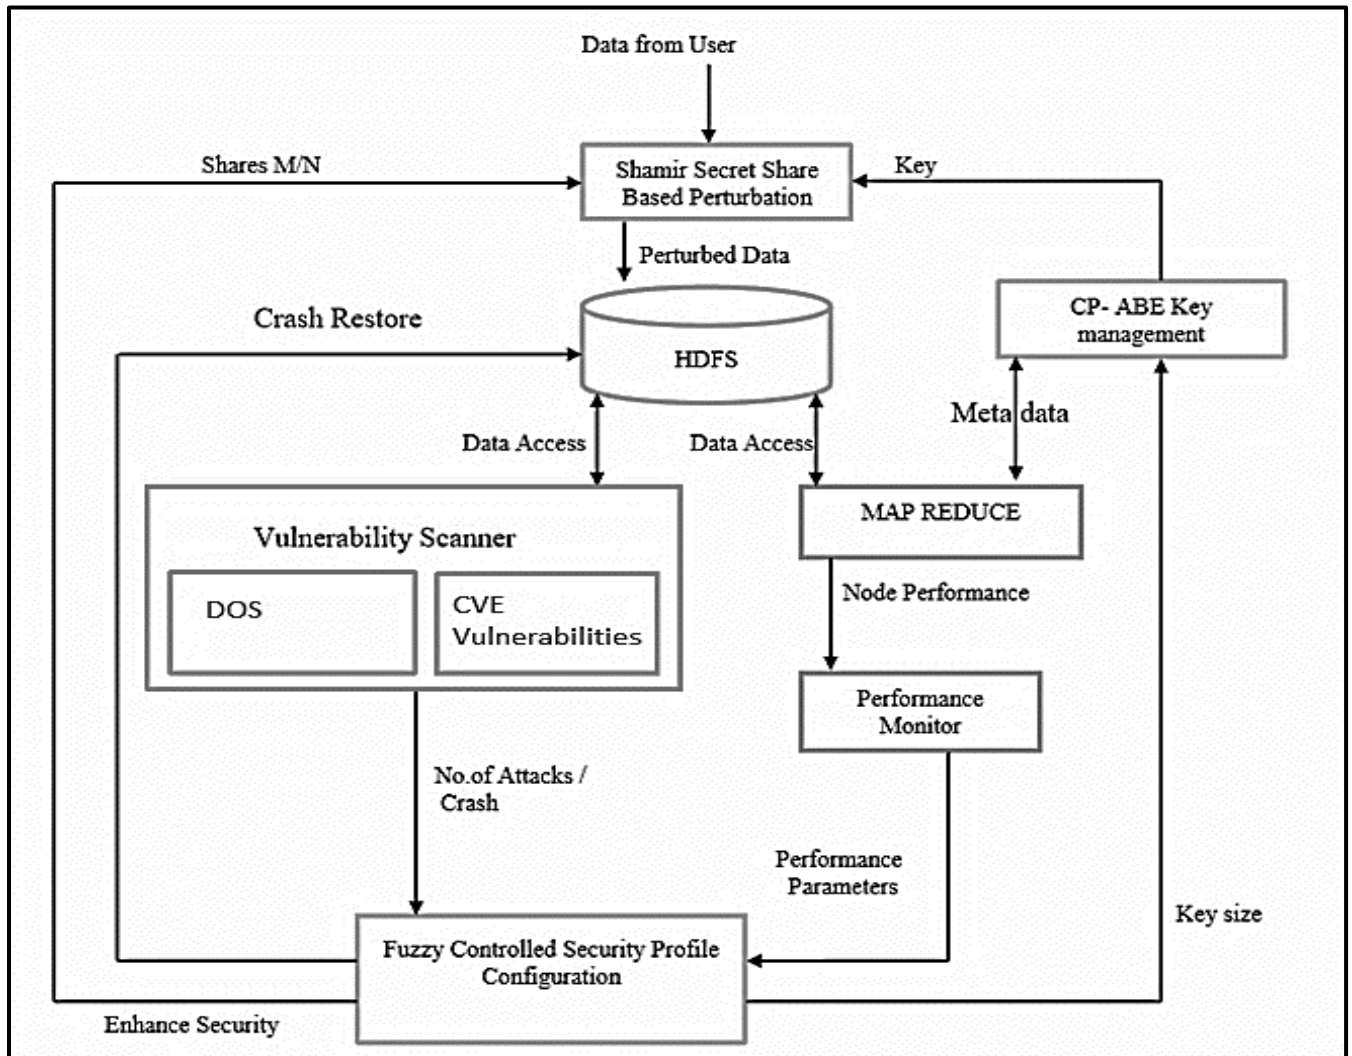 Data from User
Shares M/N
Shamir Secret Share
Based Perturbation
Key
Perturbed Data
Crash Restore
HDFS
CP- ABE Key
management
Meta data
Data Access
Data Access
Vulnerability Scanner
DOS
CVE
Vulnerabilities
MAP REDUCE
Node Performance
Performance
Monitor
No.of Attacks /
Crash
Performance
Parameters
Key size
Fuzzy Controlled Security Profile
Configuration
Enhance Security